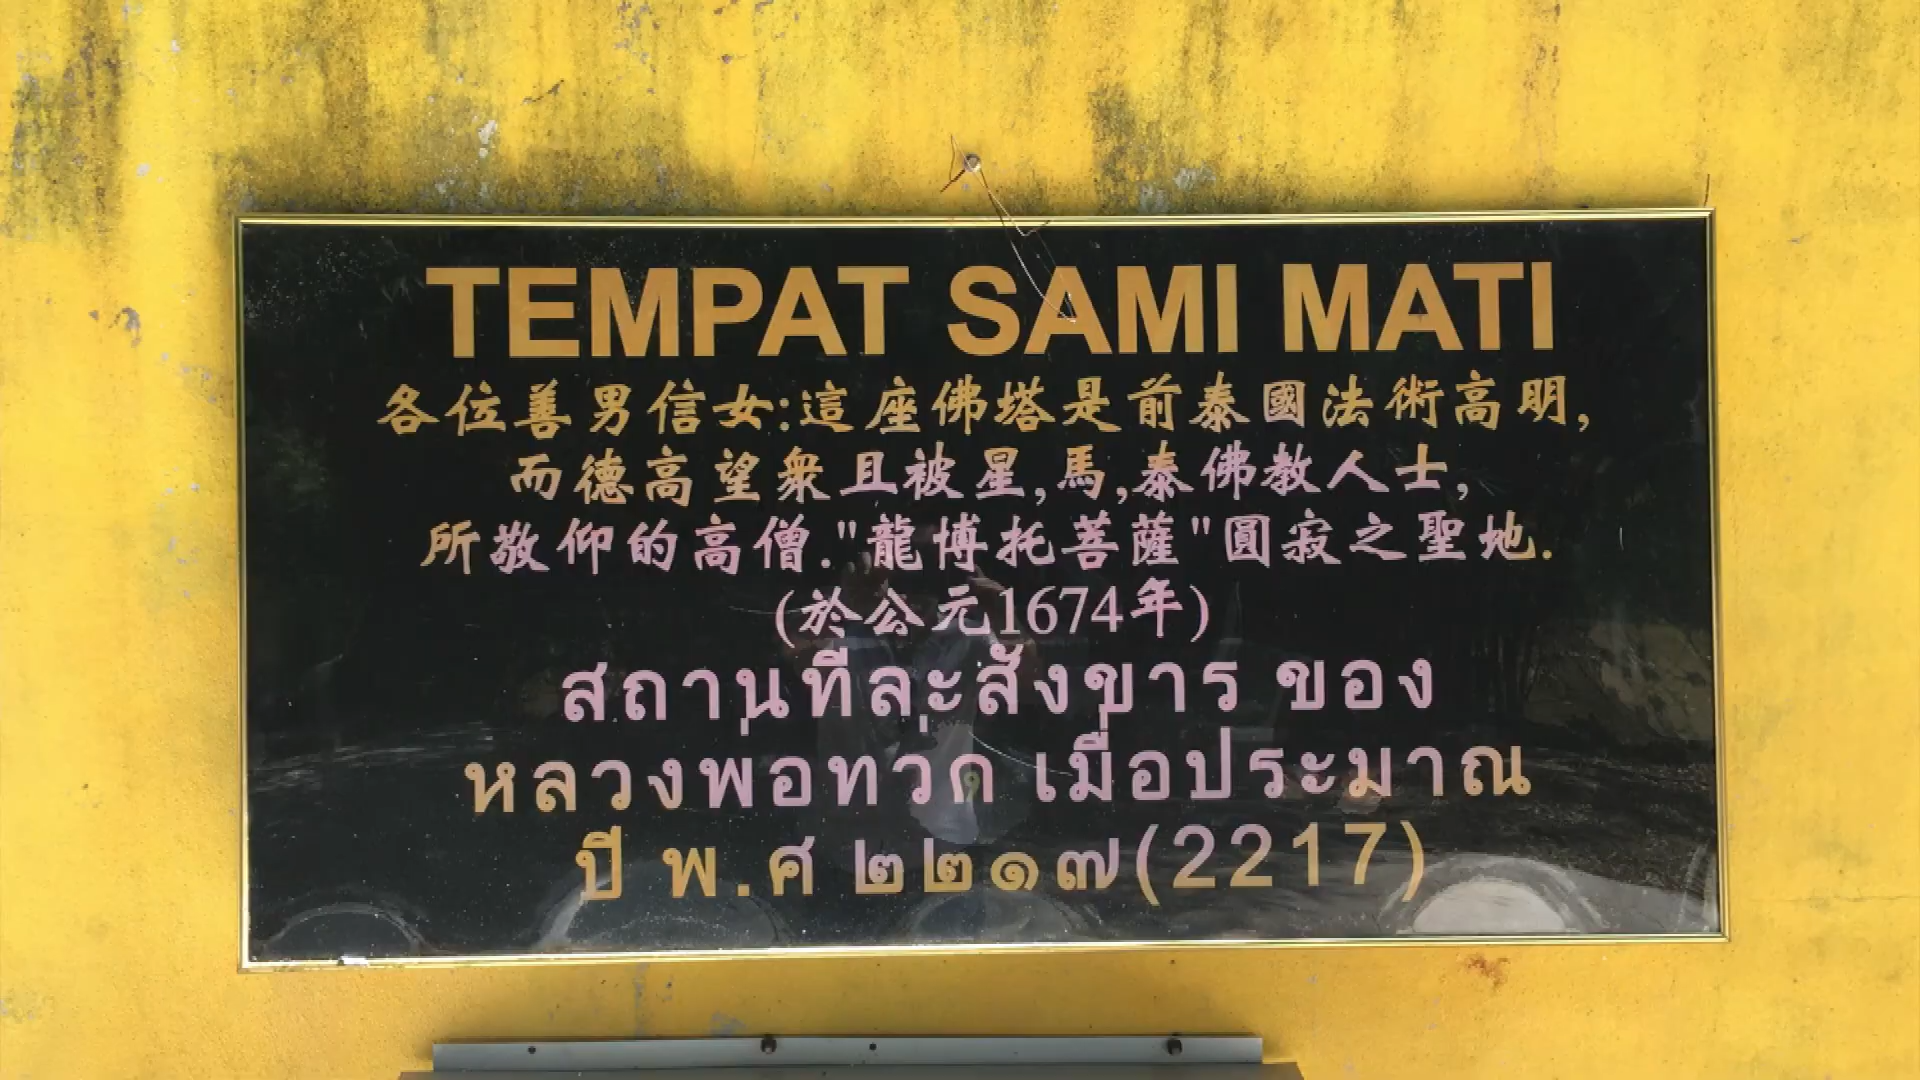 TEMPAT SAMI MATI
各位善男信女:這座佛塔是前泰國法術高明,
而德高望衆且被星,馬,泰佛教人士,
所敬仰的高僧."龍博托菩薩"圓寂之聖地.
(於公元1674年)
สถานที่ละสังขาร ของ
หลวงพ่อทวด เมื่อประมาณ
ปี พ.ศ ๒๒๑๗(2217)